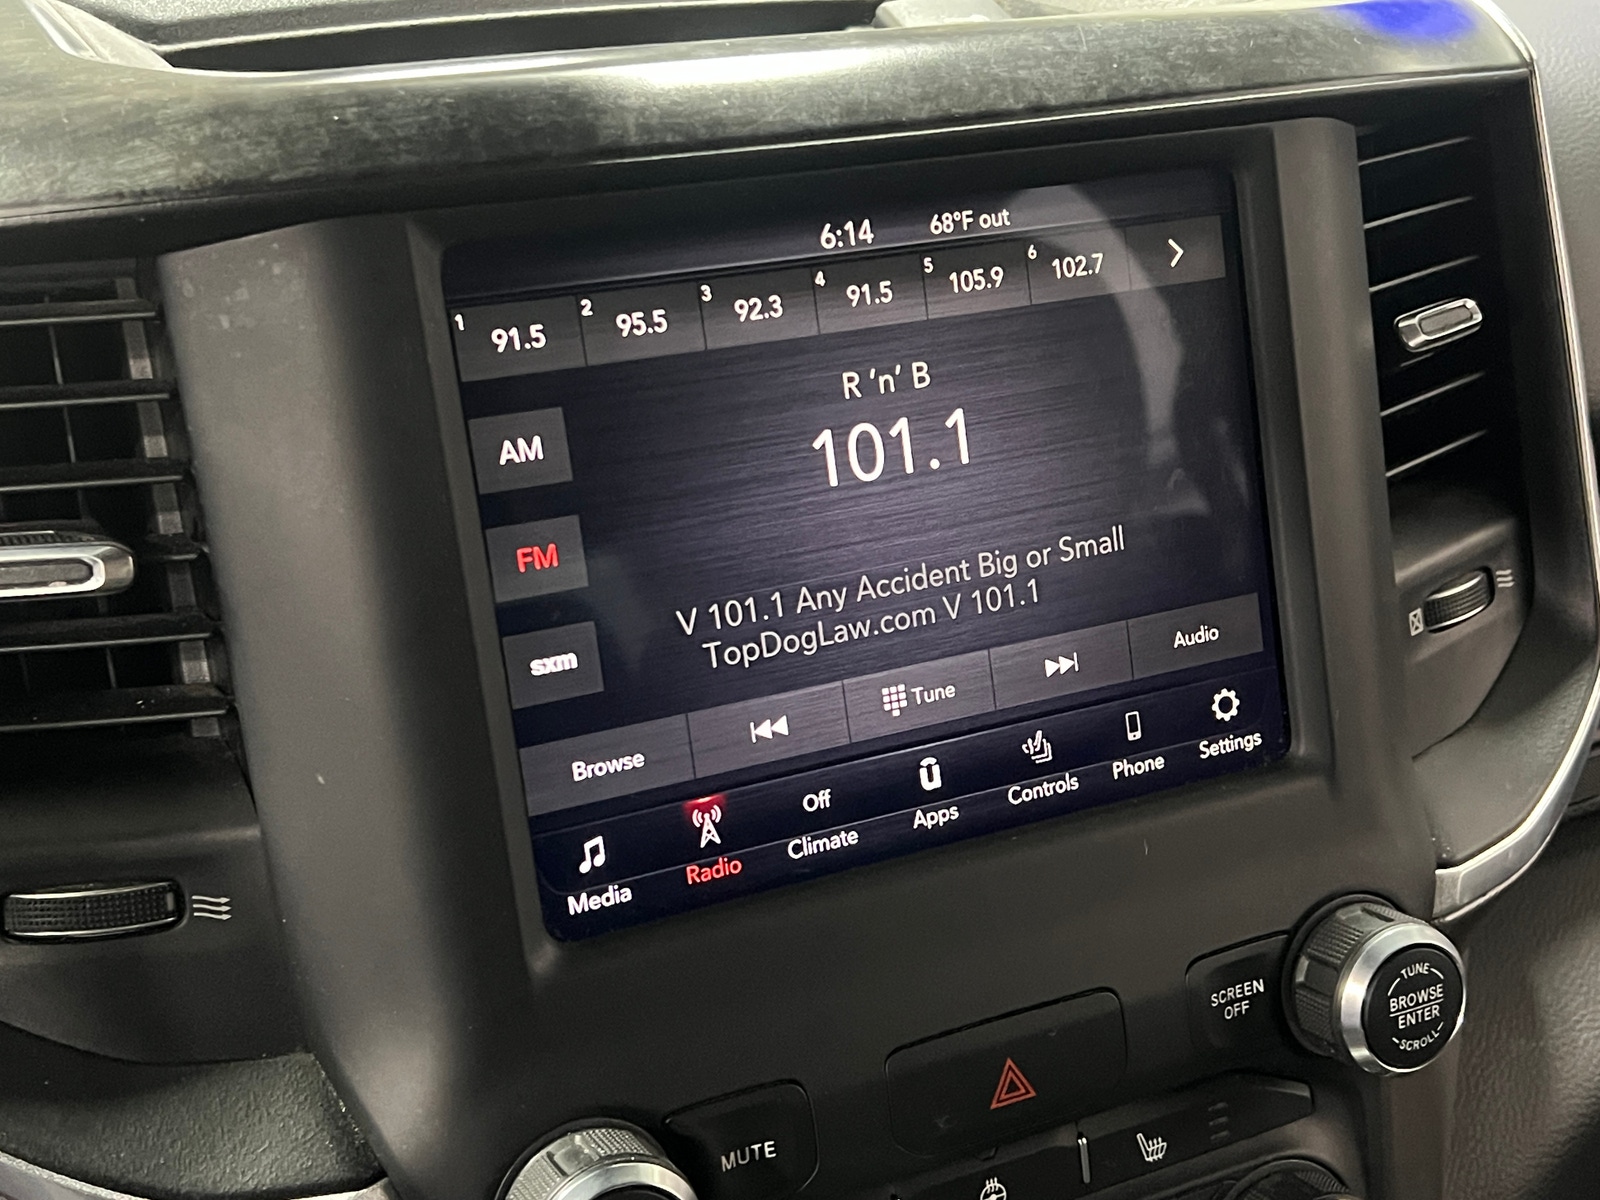 6:14 68°F out
1 91.5 2 95.5 3 92.3 4 91.5 5 105.9 6 102.7
R 'n' B
AM
101.1
FM
V 101.1 Any Accident Big or Small
TopDogLaw.com V 101.1
sxm
Browse Tune Audio
Off
Media Radio Climate Apps Controls Phone Settings
SCREEN
OFF
TUNE
BROWSE
ENTER
SCROLL
MUTE